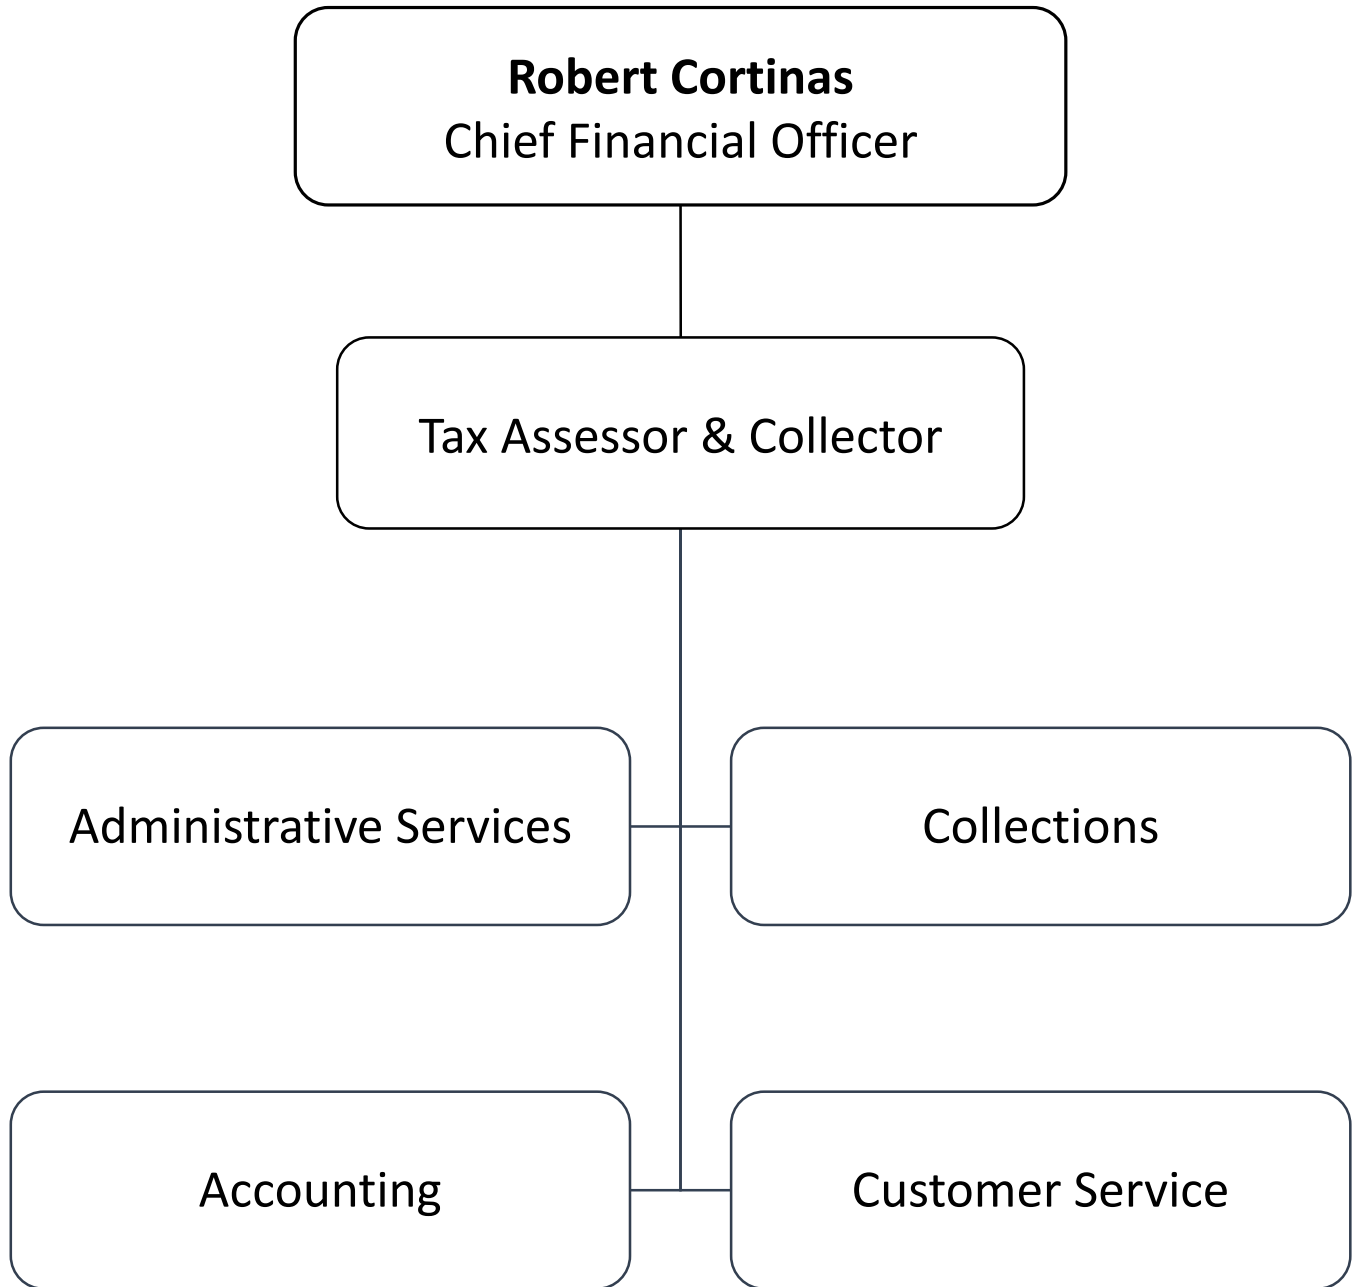 Robert Cortinas
Chief Financial Officer
Tax Assessor & Collector
Administrative Services
Collections
Accounting
Customer Service